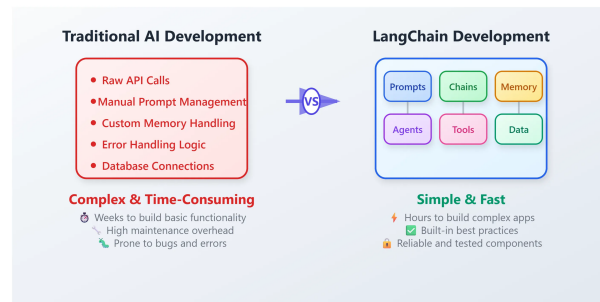 Traditional AI Development
• Raw API Calls
• Manual Prompt Management
• Custom Memory Handling
• Error Handling Logic
• Database Connections
Complex & Time-Consuming
⏱️ Weeks to build basic functionality
🔧 High maintenance overhead
🐛 Prone to bugs and errors
VS
LangChain Development
Prompts Chains Memory
Agents Tools Data
Simple & Fast
⚡ Hours to build complex apps
✅ Built-in best practices
🔒 Reliable and tested components